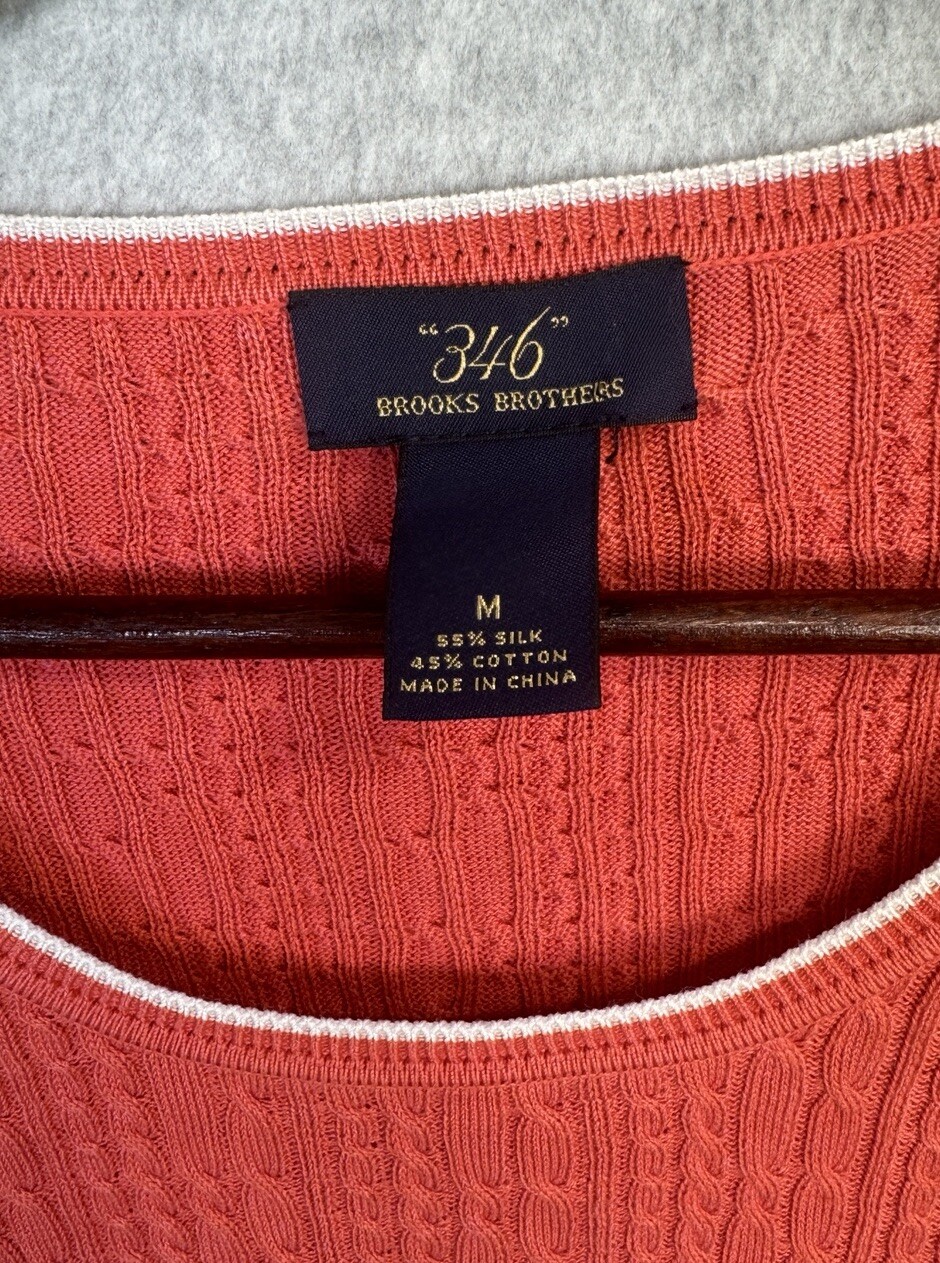 “346”
BROOKS BROTHERS
M
55% SILK
45% COTTON
MADE IN CHINA